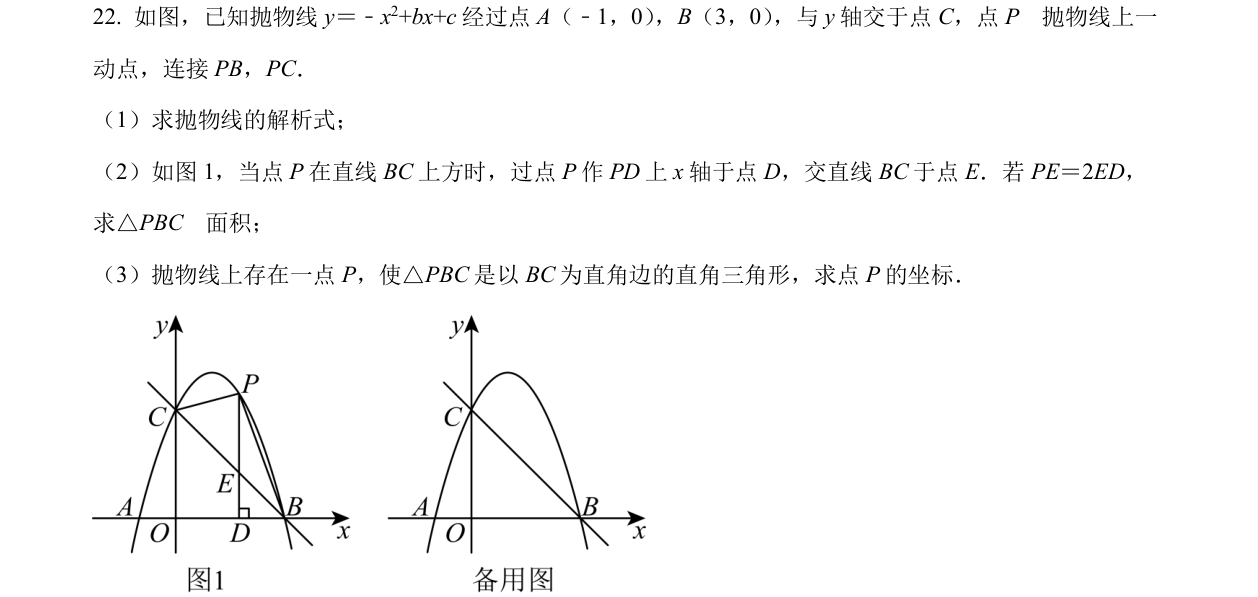 22. 如图，已知抛物线 y＝﹣x²+bx+c 经过点 A（﹣1，0），B（3，0），与 y 轴交于点 C，点 P 抛物线上一
动点，连接 PB，PC．
（1）求抛物线的解析式；
（2）如图 1，当点 P 在直线 BC 上方时，过点 P 作 PD 上 x 轴于点 D，交直线 BC 于点 E．若 PE＝2ED，
求△PBC 面积；
（3）抛物线上存在一点 P，使△PBC 是以 BC 为直角边的直角三角形，求点 P 的坐标．
y
P
C
E
A
B
O
D
x
图1
y
C
A
B
O
x
备用图